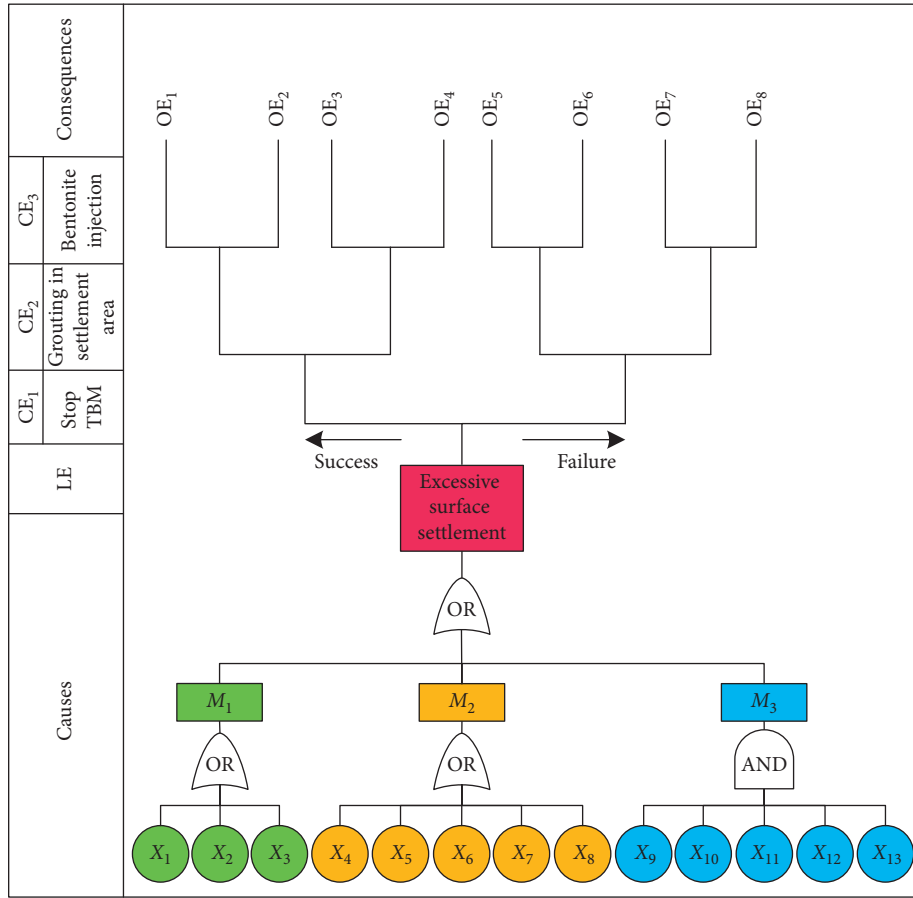 Consequences
OE₁
OE₂
OE₃
OE₄
OE₅
OE₆
OE₇
OE₈
CE₃
Bentonite
injection
CE₂
Grouting in
settlement
area
CE₁
Stop
TBM
Success
Failure
LE
Excessive
surface
settlement
Causes
OR
M₁
M₂
M₃
OR
OR
AND
X₁
X₂
X₃
X₄
X₅
X₆
X₇
X₈
X₉
X₁₀
X₁₁
X₁₂
X₁₃